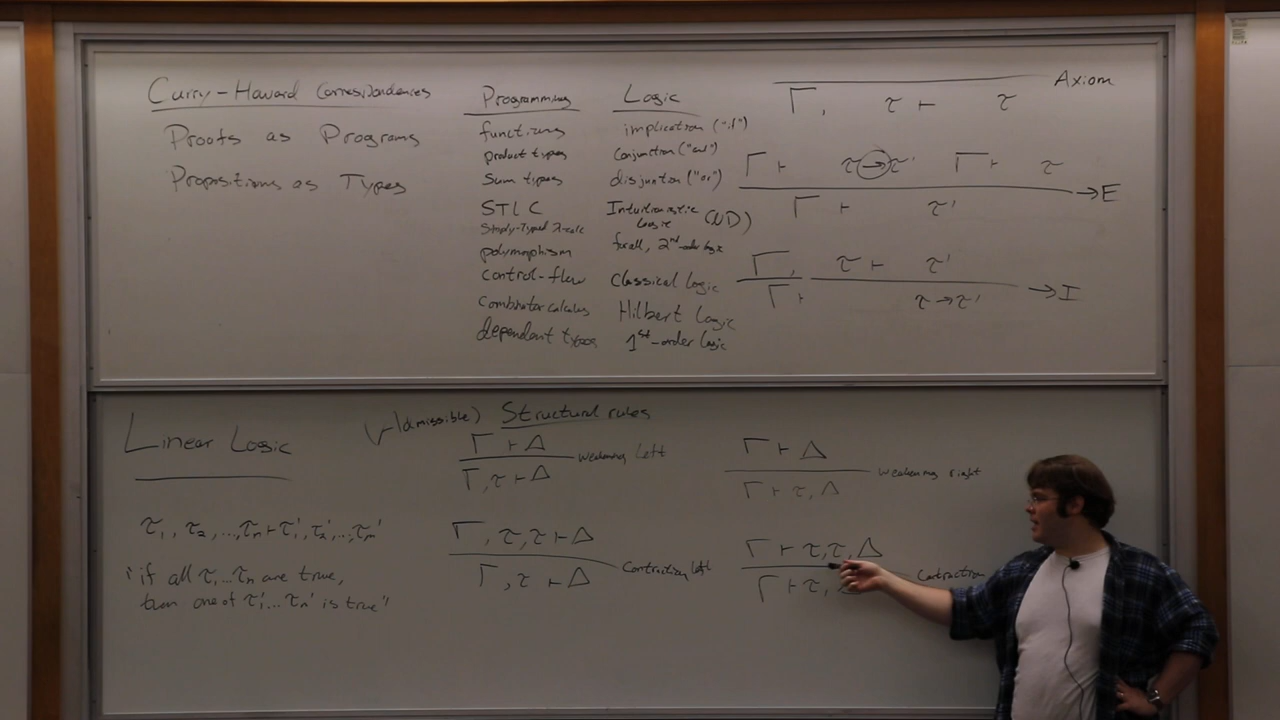 Curry-Howard Correspondences
Proofs as Programs
Propositions as Types
Programming Logic
functions implication ("if")
product types Conjunction ("and")
Sum types disjunction ("or")
STLC Intuitionistic Logic (ND)
Simply-Typed λ-calc
polymorphism forall, 2nd-order logic
control-flow Classical logic
Combinator calculus Hilbert Logic
dependent types 1st-order logic
Axiom
Γ, τ ⊢ τ
Γ ⊢ τ→τ' Γ ⊢ τ
→E
Γ ⊢ τ'
Γ, τ ⊢ τ'
→I
Γ ⊢ τ→τ'
Linear Logic
τ₁, τ₂, ..., τₙ ⊢ τ₁', τ₂', ..., τₘ'
"if all τ₁...τₙ are true,
then one of τ₁'...τₙ' is true"
(admissible) Structural rules
Γ ⊢ Δ
weakening left
Γ, τ ⊢ Δ
Γ ⊢ Δ
weakening right
Γ ⊢ τ, Δ
Γ, τ, τ ⊢ Δ
Contraction left
Γ, τ ⊢ Δ
Γ ⊢ τ, τ, Δ
Contraction
Γ ⊢ τ,